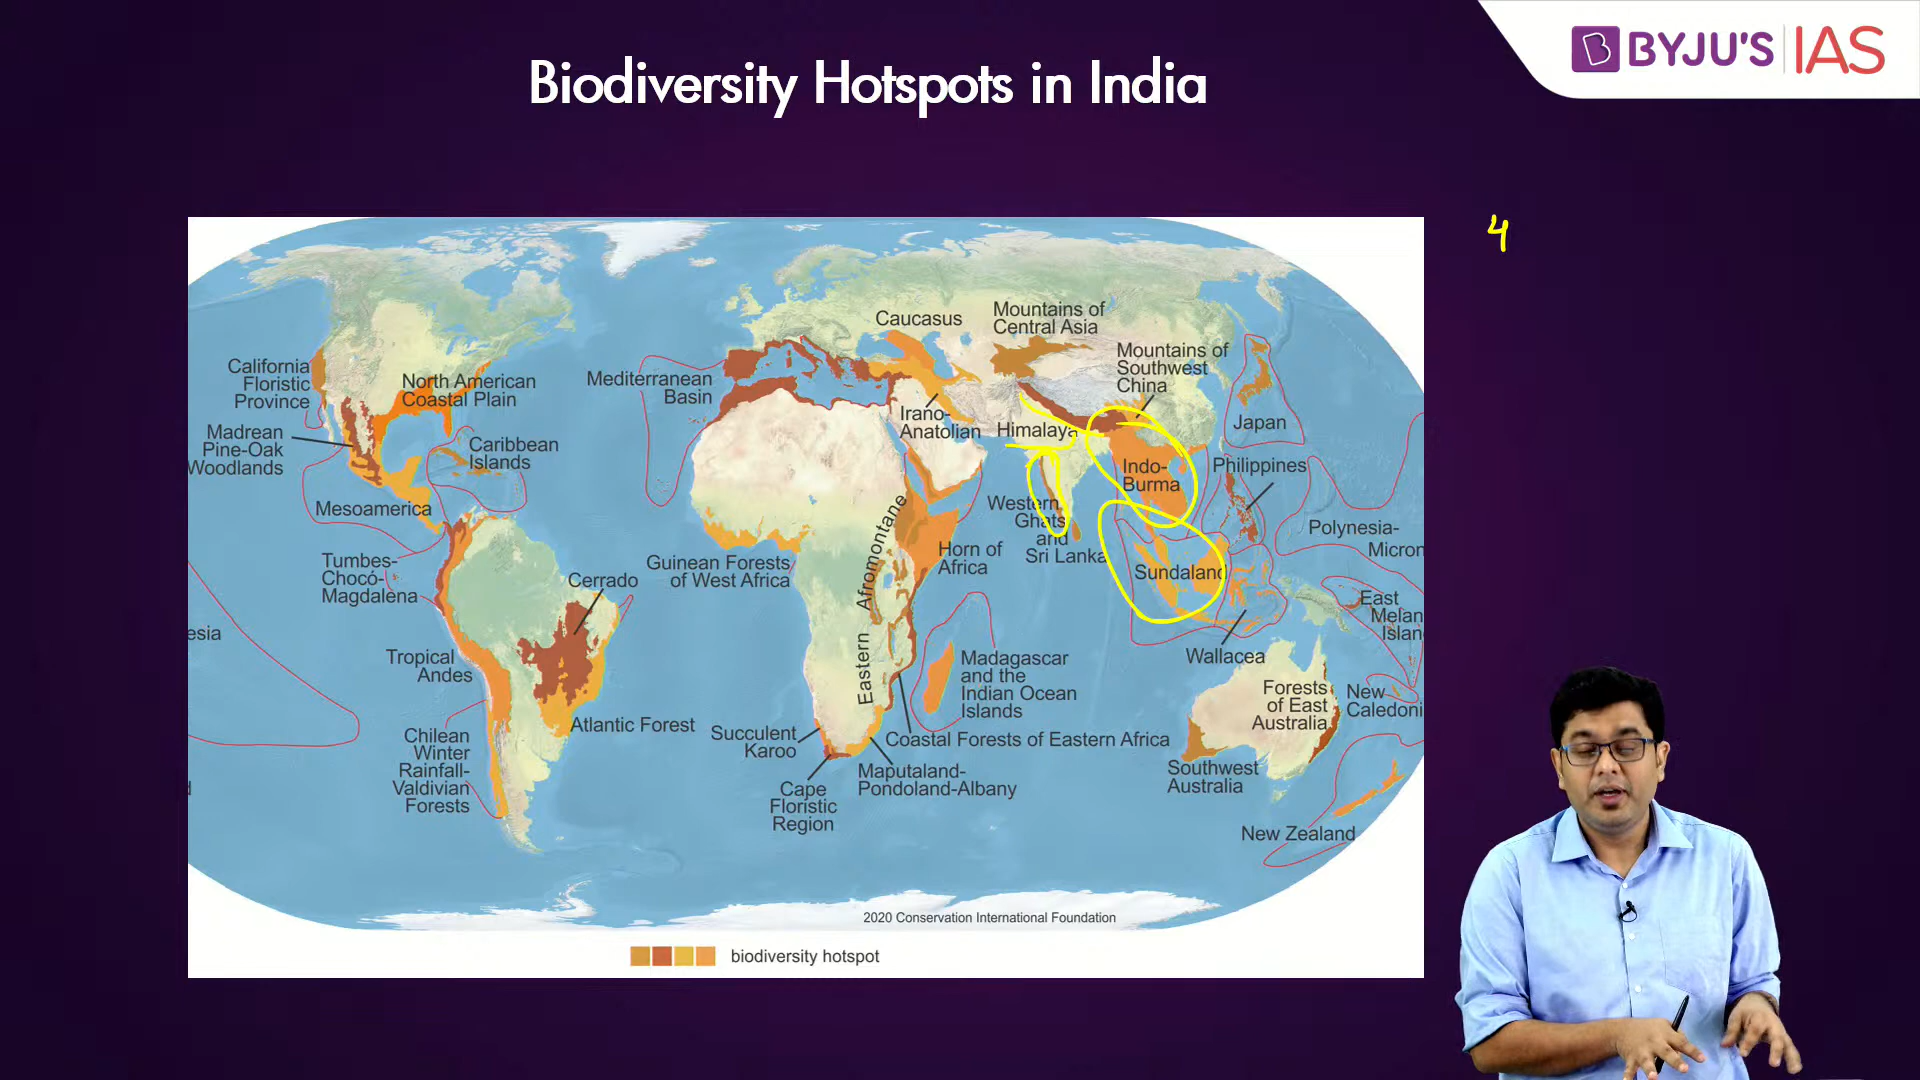 Biodiversity Hotspots in India
BYJU'S IAS
4
Caucasus
Mountains of
Central Asia
Mountains of
Southwest
China
California
Floristic
Province
North American
Coastal Plain
Mediterranean
Basin
Irano-
Anatolian
Himalaya
Japan
Madrean
Pine-Oak
Woodlands
Caribbean
Islands
Indo-
Burma
Philippines
Mesoamerica
Western
Ghats
and
Sri Lanka
Polynesia-
Micron
Tumbes-
Chocó-
Magdalena
Cerrado
Guinean Forests
of West Africa
Eastern Afromontane
Horn of
Africa
Sundaland
East
Melan
Islan
esia
Tropical
Andes
Madagascar
and the
Indian Ocean
Islands
Wallacea
Forests
of East
Australia
New
Caledoni
Atlantic Forest
Chilean
Winter
Rainfall-
Valdivian
Forests
Succulent
Karoo
Coastal Forests of Eastern Africa
Cape
Floristic
Region
Maputaland-
Pondoland-Albany
Southwest
Australia
New Zealand
d
2020 Conservation International Foundation
biodiversity hotspot